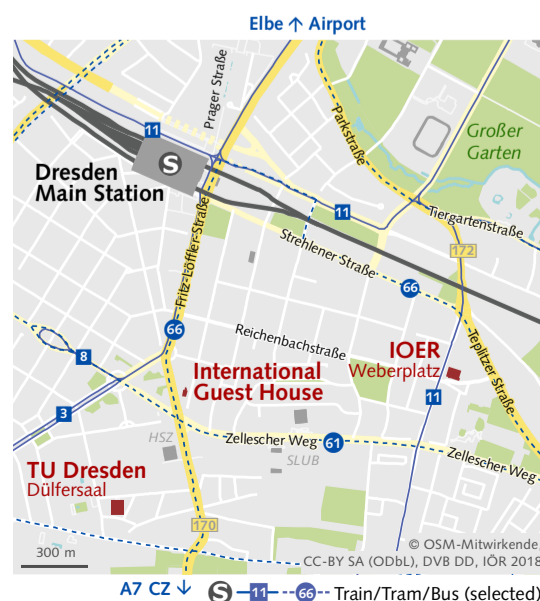 Elbe ↑ Airport
Prager Straße
Parkstraße
Großer
Garten
11
S
Dresden
Main Station
11
Tiergartenstraße
172
Fritz-Löffler-Straße
Strehlener Straße
66
66
Reichenbachstraße
IOER
Weberplatz
Teplitzer Straße
8
International
Guest House
11
3
HSZ
Zellescher Weg
61
SLUB
Zellescher Weg
TU Dresden
Dülfersaal
170
300 m
© OSM-Mitwirkende,
CC-BY SA (ODbL), DVB DD, IÖR 2018
A7 CZ ↓
S 11 66 Train/Tram/Bus (selected)